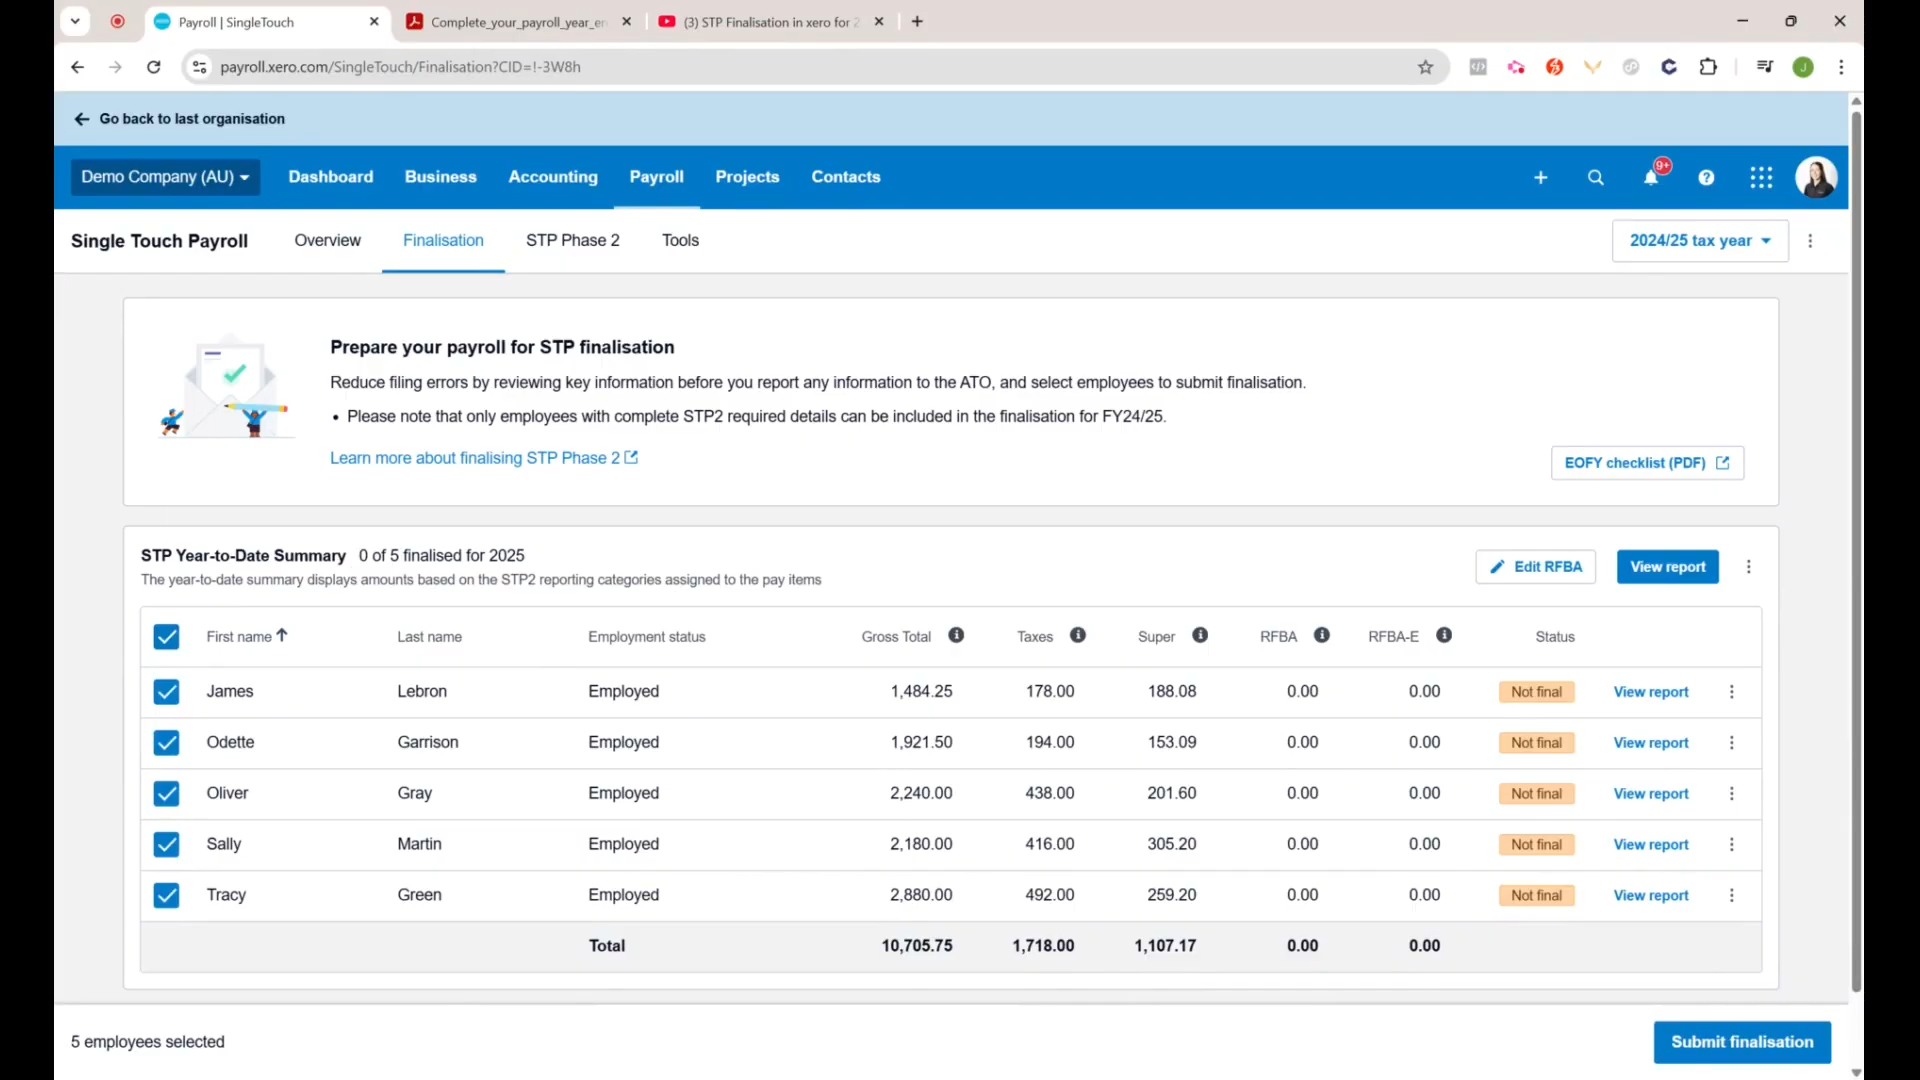 Payroll | SingleTouch
Complete_your_payroll_year_en
(3) STP Finalisation in xero for 2
payroll.xero.com/SingleTouch/Finalisation?CID=!-3W8h
J
Go back to last organisation
Demo Company (AU) Dashboard Business Accounting Payroll Projects Contacts 9+
Single Touch Payroll Overview Finalisation STP Phase 2 Tools 2024/25 tax year
Prepare your payroll for STP finalisation
Reduce filing errors by reviewing key information before you report any information to the ATO, and select employees to submit finalisation.
• Please note that only employees with complete STP2 required details can be included in the finalisation for FY24/25.
Learn more about finalising STP Phase 2
EOFY checklist (PDF)
STP Year-to-Date Summary 0 of 5 finalised for 2025
The year-to-date summary displays amounts based on the STP2 reporting categories assigned to the pay items
Edit RFBA View report
First name Last name Employment status Gross Total Taxes Super RFBA RFBA-E Status
James Lebron Employed 1,484.25 178.00 188.08 0.00 0.00 Not final View report
Odette Garrison Employed 1,921.50 194.00 153.09 0.00 0.00 Not final View report
Oliver Gray Employed 2,240.00 438.00 201.60 0.00 0.00 Not final View report
Sally Martin Employed 2,180.00 416.00 305.20 0.00 0.00 Not final View report
Tracy Green Employed 2,880.00 492.00 259.20 0.00 0.00 Not final View report
Total 10,705.75 1,718.00 1,107.17 0.00 0.00
5 employees selected
Submit finalisation